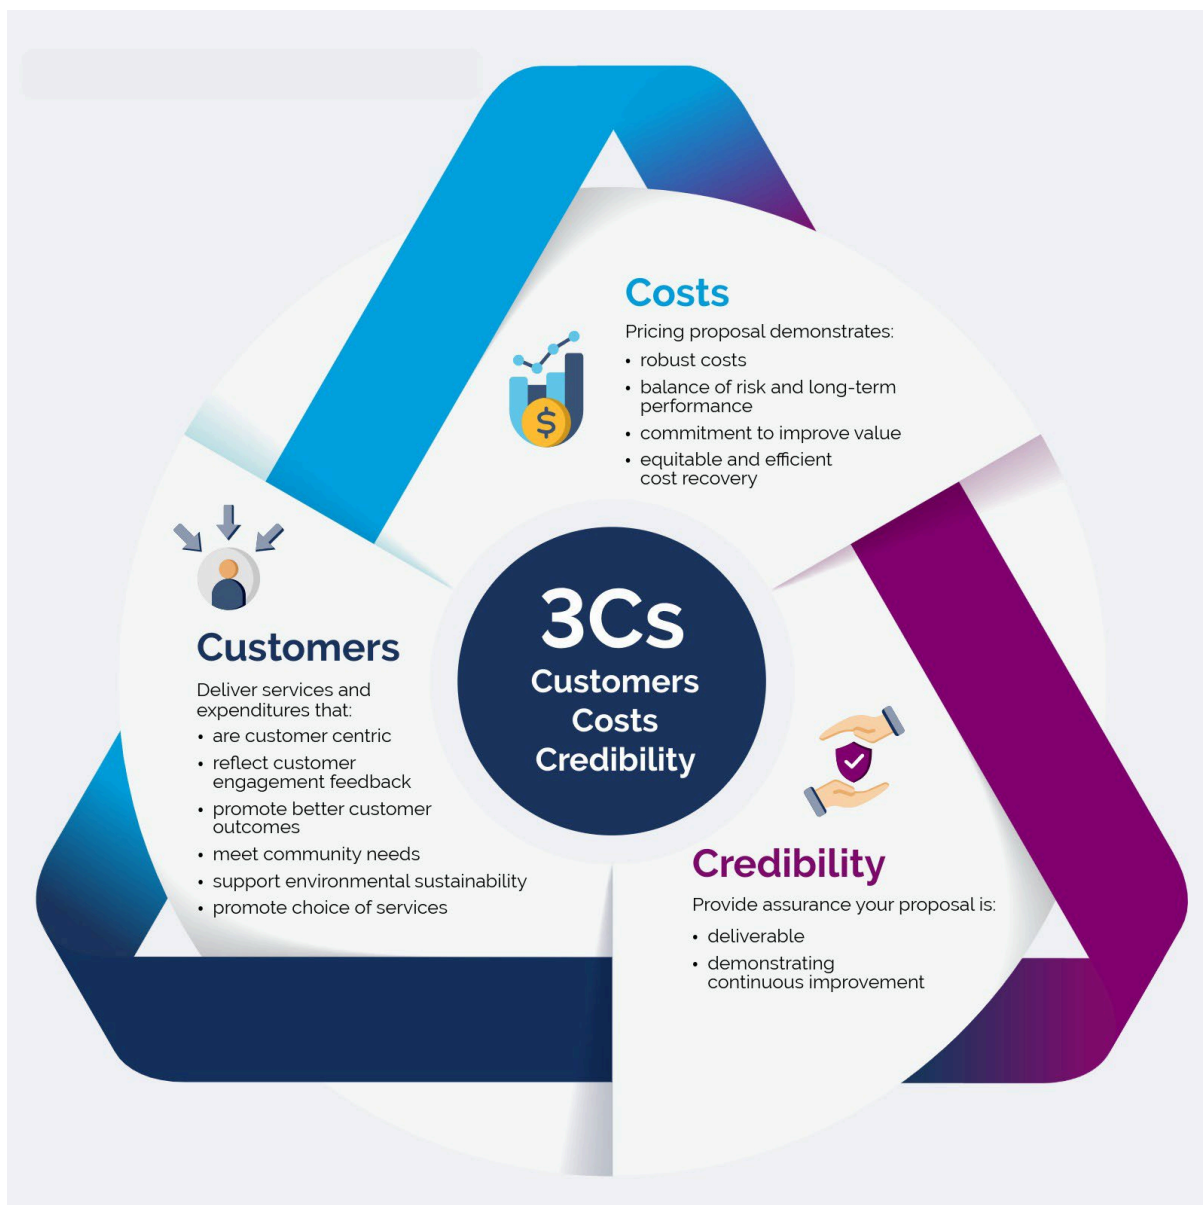 Costs
Pricing proposal demonstrates:
• robust costs
• balance of risk and long-term
performance
• commitment to improve value
• equitable and efficient
cost recovery
$
3Cs
Customers
Costs
Credibility
Customers
Deliver services and
expenditures that:
• are customer centric
• reflect customer
engagement feedback
• promote better customer
outcomes
• meet community needs
• support environmental sustainability
• promote choice of services
Credibility
Provide assurance your proposal is:
• deliverable
• demonstrating
continuous improvement